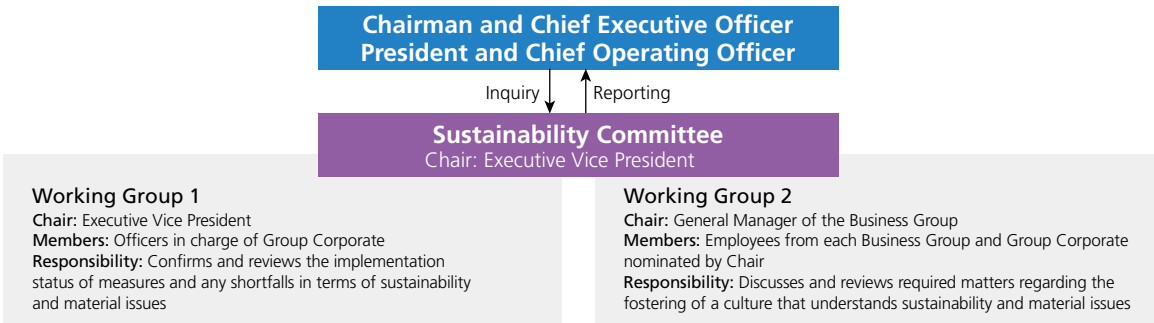 Chairman and Chief Executive Officer
President and Chief Operating Officer
Inquiry
Reporting
Sustainability Committee
Chair: Executive Vice President
Working Group 1
Chair: Executive Vice President
Members: Officers in charge of Group Corporate
Responsibility: Confirms and reviews the implementation
status of measures and any shortfalls in terms of sustainability
and material issues
Working Group 2
Chair: General Manager of the Business Group
Members: Employees from each Business Group and Group Corporate
nominated by Chair
Responsibility: Discusses and reviews required matters regarding the
fostering of a culture that understands sustainability and material issues